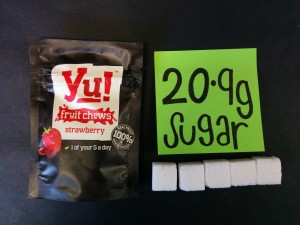 Yu!
fruit chews
strawberry
100%
✓ 1 of your 5 a day
20.9g
Sugar